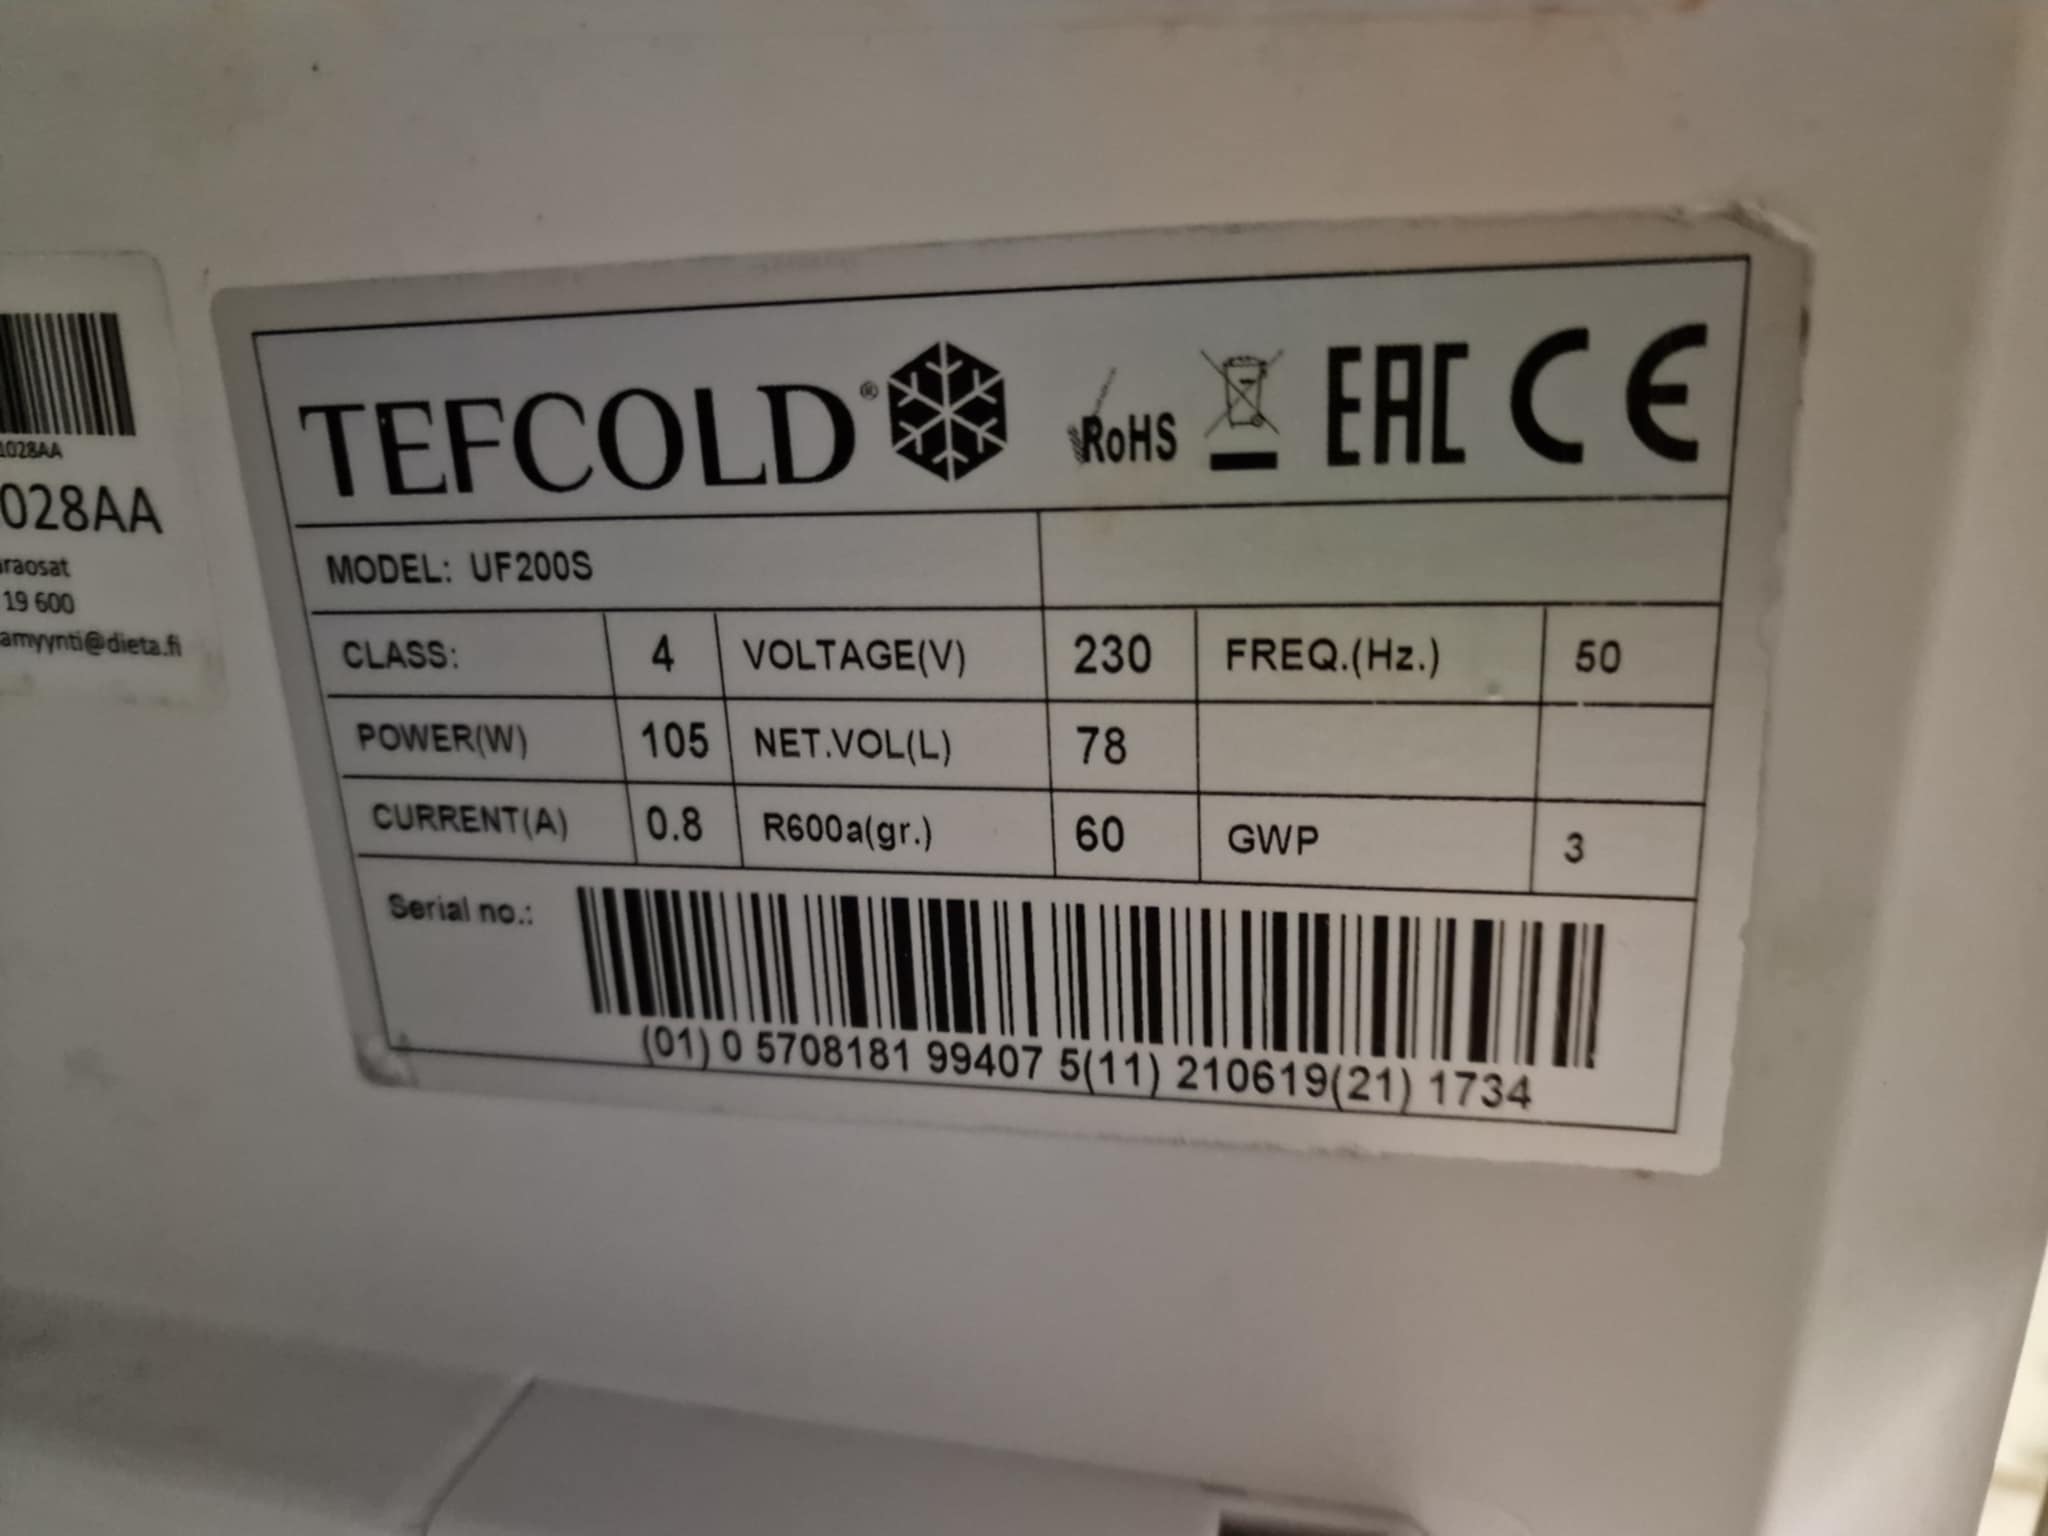 TEFCOLD® RoHS EAC CE
MODEL: UF200S
CLASS: 4 VOLTAGE(V) 230 FREQ.(Hz.) 50
POWER(W) 105 NET.VOL(L) 78
CURRENT(A) 0.8 R600a(gr.) 60 GWP 3
Serial no.:
(01) 0 5708181 99407 5(11) 210619(21) 1734
028AA
028AA
raosat
19 600
amyynti@dieta.fi